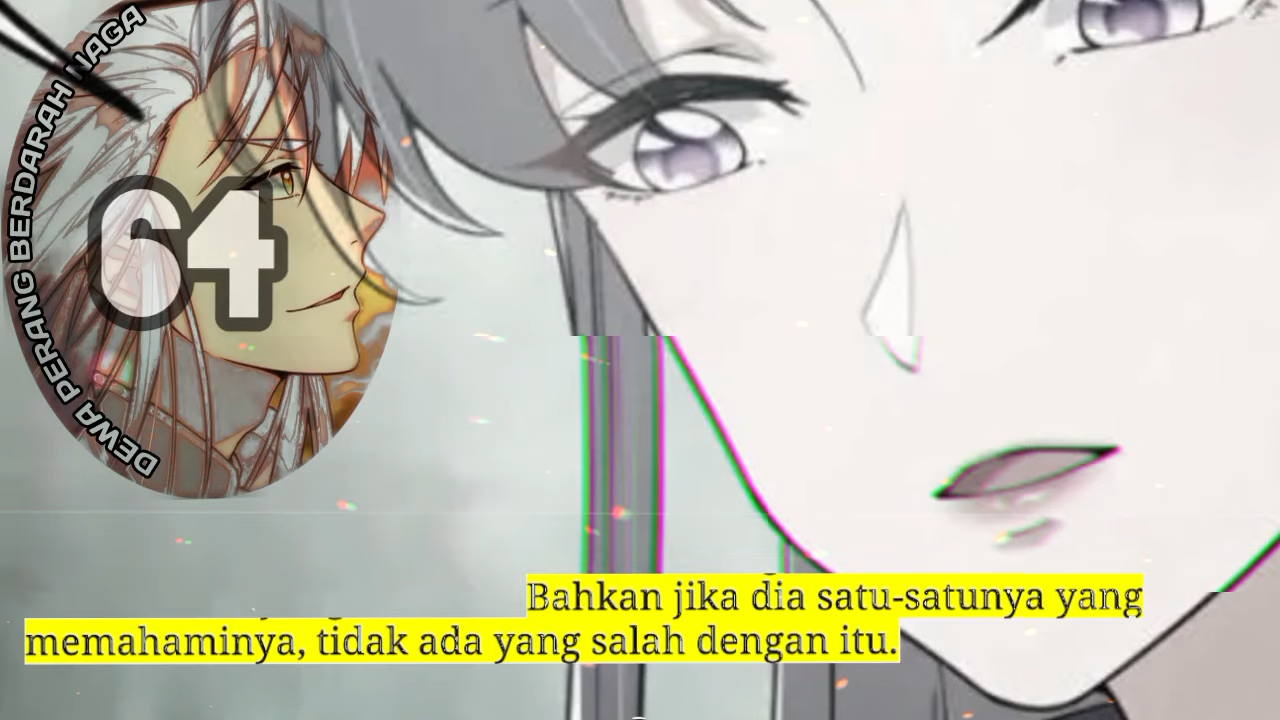 DEWA PERANG BERDARAH NAGA
64
Bahkan jika dia satu-satunya yang
memahaminya, tidak ada yang salah dengan itu.